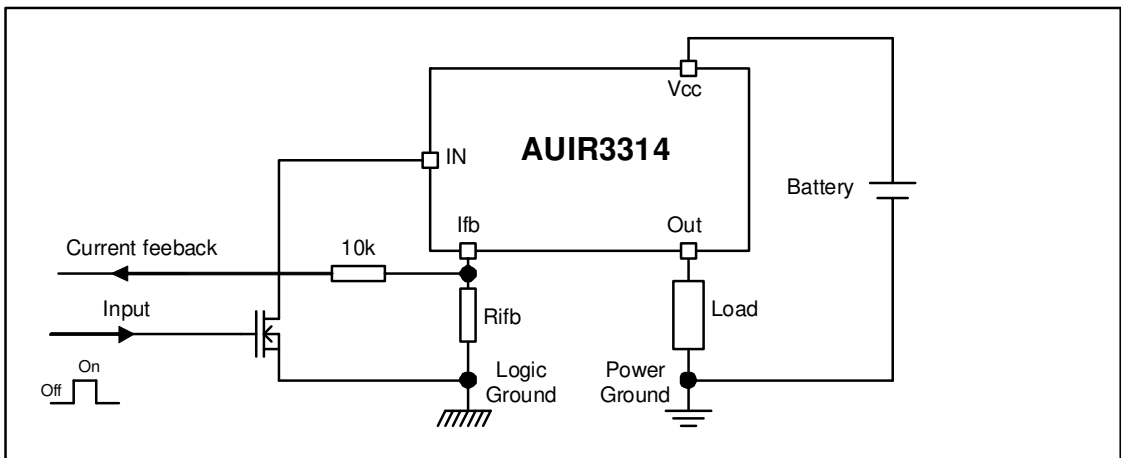 Vcc
IN
AUIR3314
Battery
Ifb
Out
Current feeback
10k
Input
Rifb
Load
On
Off
Logic
Ground
Power
Ground